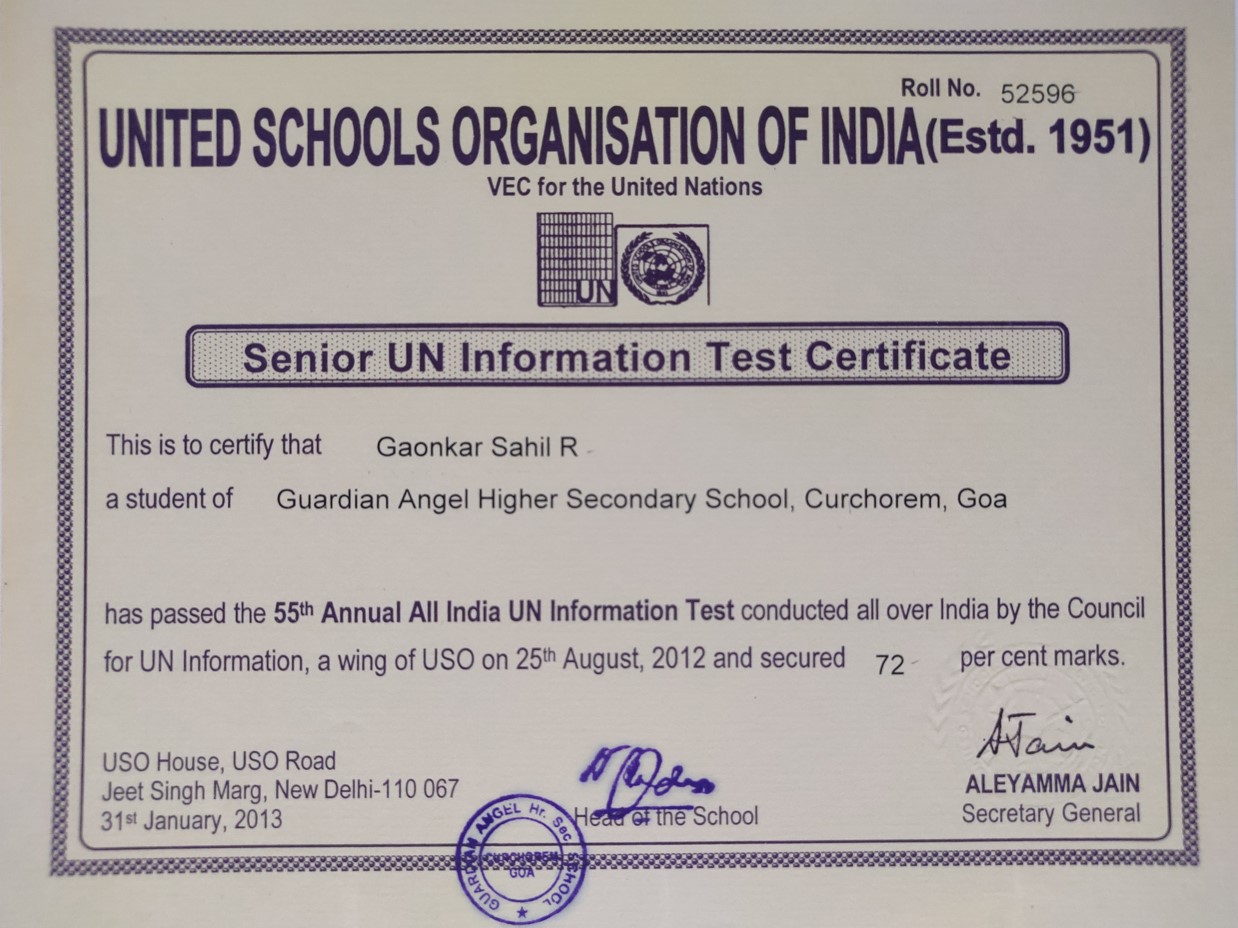 Roll No. 52596
UNITED SCHOOLS ORGANISATION OF INDIA (Estd. 1951)
VEC for the United Nations
UN
Senior UN Information Test Certificate
This is to certify that Gaonkar Sahil R
a student of Guardian Angel Higher Secondary School, Curchorem, Goa
has passed the 55th Annual All India UN Information Test conducted all over India by the Council
for UN Information, a wing of USO on 25th August, 2012 and secured 72 per cent marks.
USO House, USO Road
Jeet Singh Marg, New Delhi-110 067
31st January, 2013
GUARDIAN ANGEL Hr. Sec. SCHOOL
CURCHOREM
GOA
Head of the School
AJain
ALEYAMMA JAIN
Secretary General